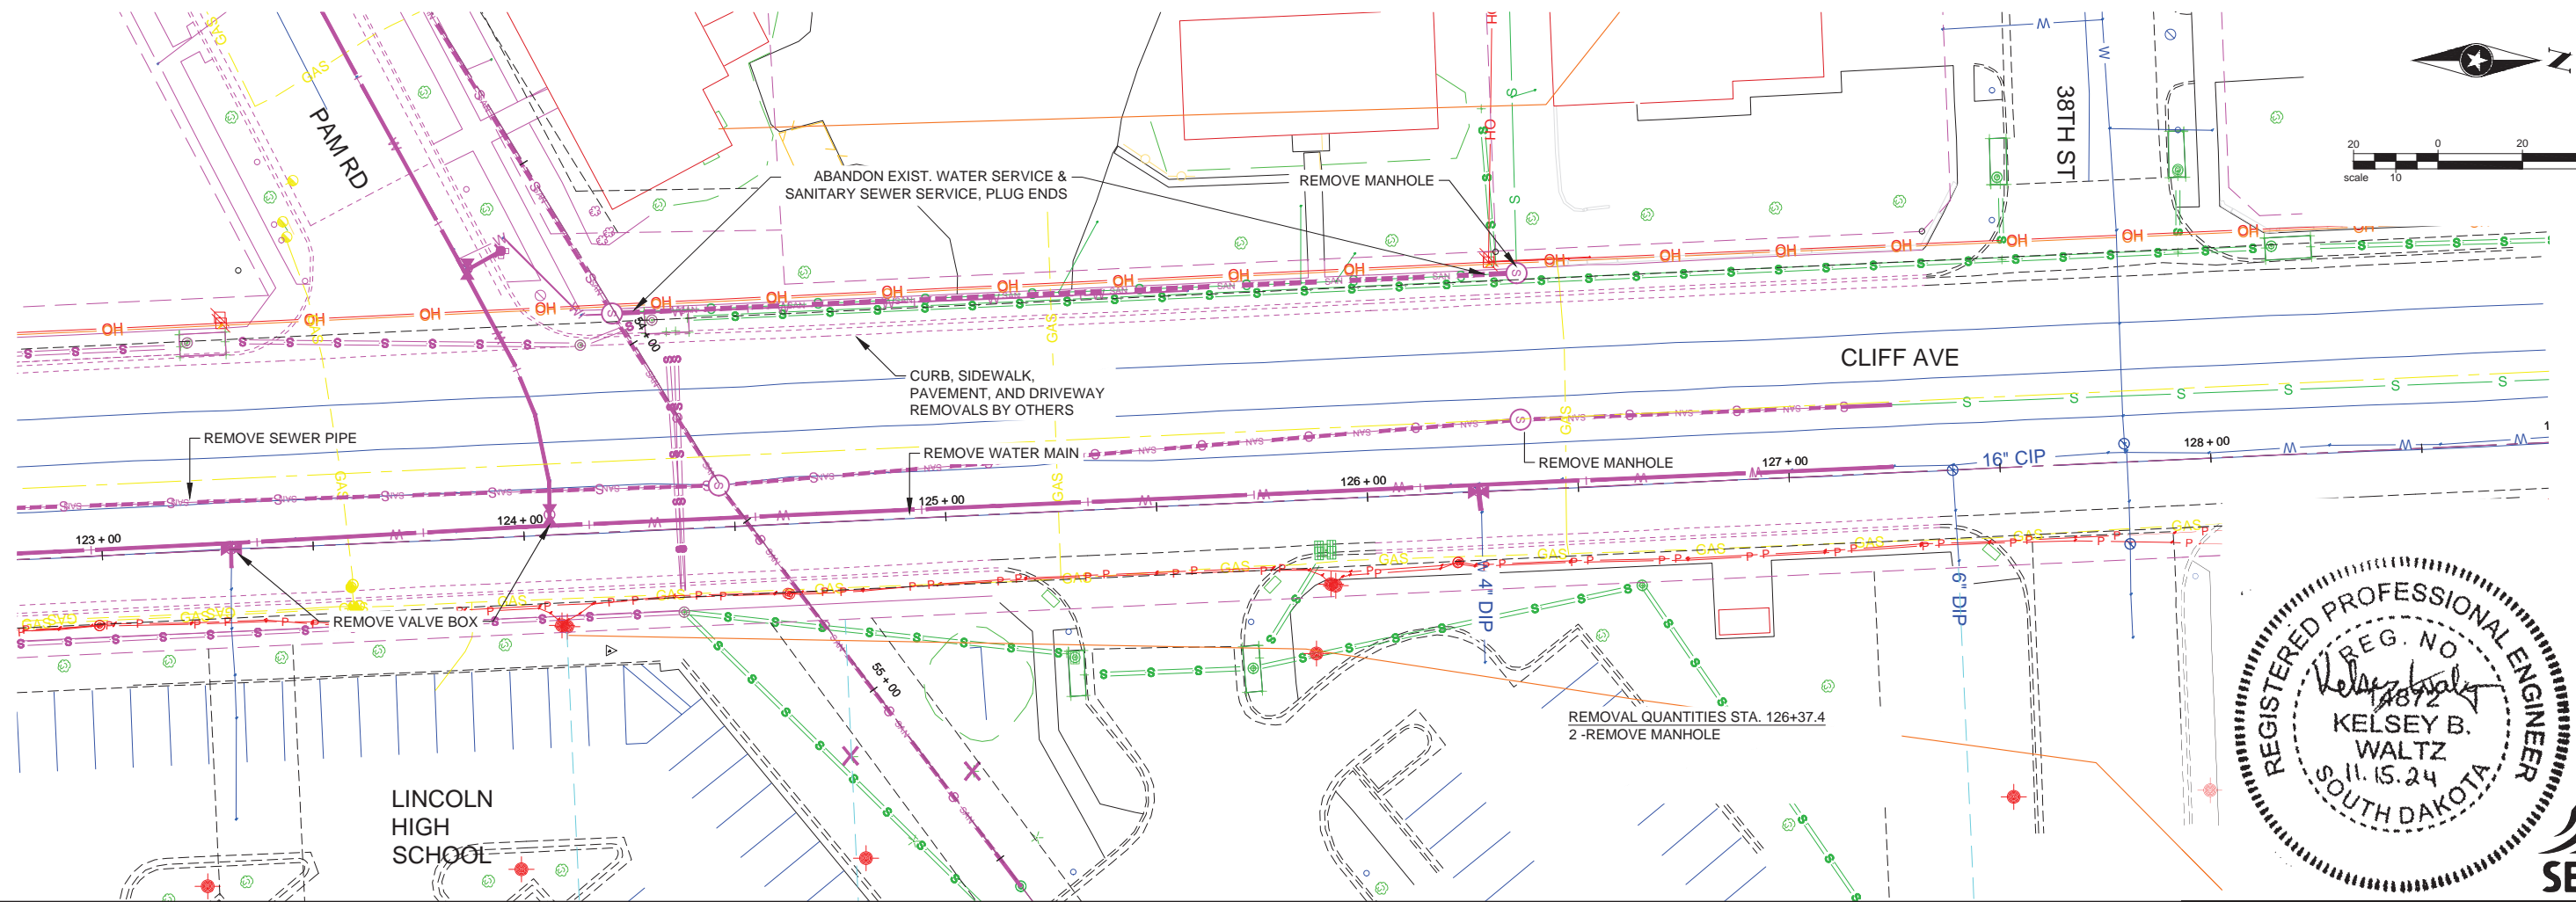 PAM RD
38TH ST
N
20 0 20
scale 10
ABANDON EXIST. WATER SERVICE &
SANITARY SEWER SERVICE, PLUG ENDS
REMOVE MANHOLE
CURB, SIDEWALK,
PAVEMENT, AND DRIVEWAY
REMOVALS BY OTHERS
CLIFF AVE
REMOVE SEWER PIPE
REMOVE WATER MAIN
REMOVE MANHOLE
54 + 00
123 + 00
124 + 00
125 + 00
126 + 00
127 + 00
128 + 00
16" CIP
REMOVE VALVE BOX
4" DIP
6" DIP
55 + 00
REMOVAL QUANTITIES STA. 126+37.4
2 -REMOVE MANHOLE
LINCOLN
HIGH
SCHOOL
REGISTERED PROFESSIONAL ENGINEER
REG. NO
14872
KELSEY B.
WALTZ
11.15.24
SOUTH DAKOTA
GAS
OH
SAN
W
S
P